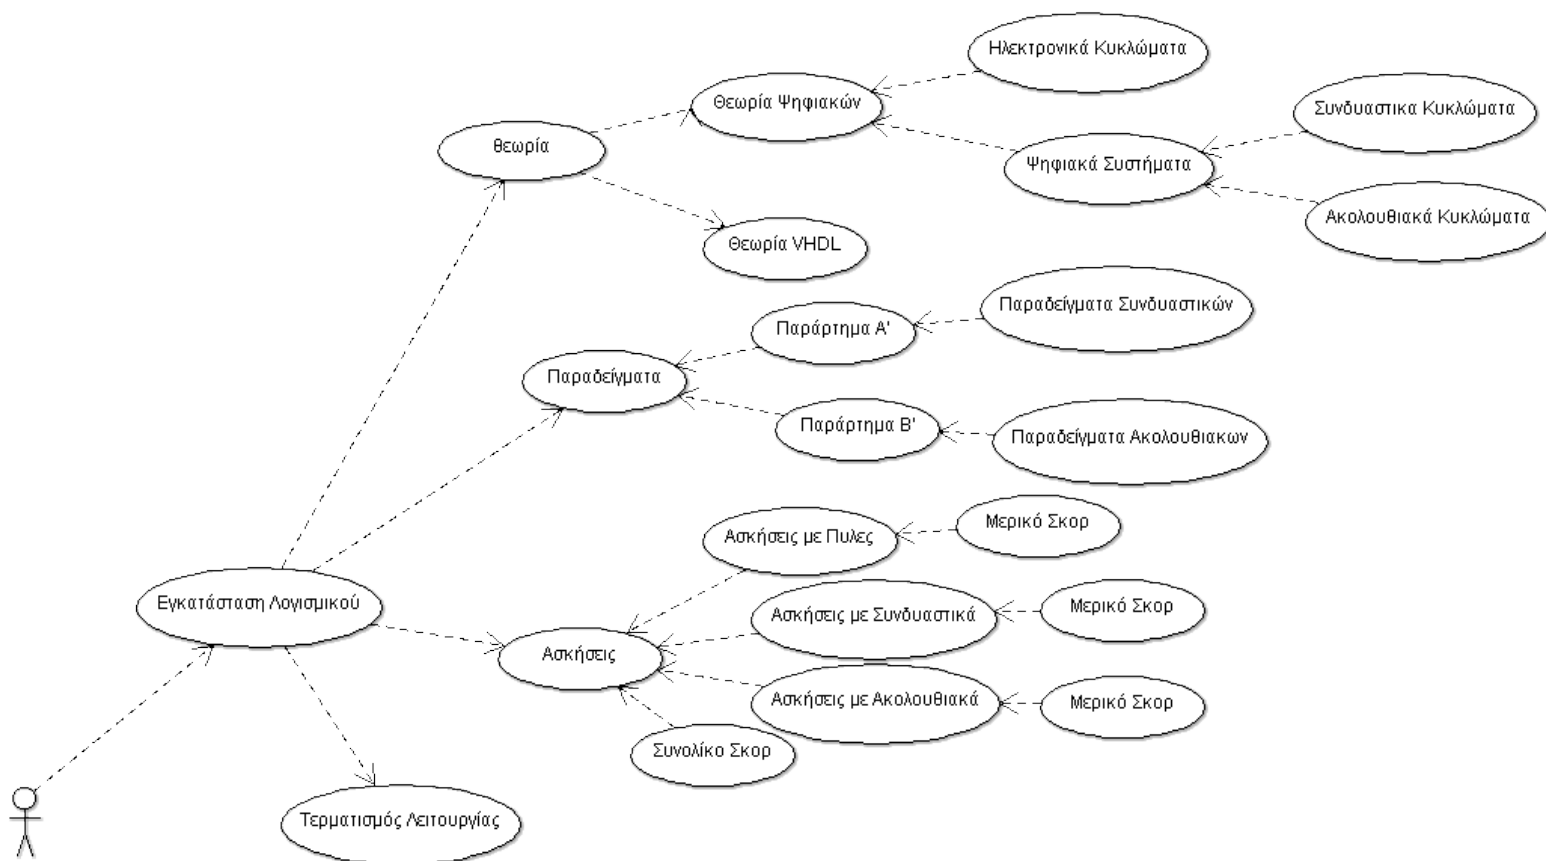 Ηλεκτρονικά Κυκλώματα
Θεωρία Ψηφιακών
Συνδυαστικα Κυκλώματα
θεωρία
Ψηφιακά Συστήματα
Ακολουθιακά Κυκλώματα
Θεωρία VHDL
Παραδείγματα Συνδυαστικών
Παράρτημα Α'
Παραδείγματα
Παράρτημα Β'
Παραδείγματα Ακολουθιακων
Ασκήσεις με Πυλες
Μερικό Σκορ
Εγκατάσταση Λογισμικού
Ασκήσεις με Συνδυαστικά
Μερικό Σκορ
Ασκήσεις
Ασκήσεις με Ακολουθιακά
Μερικό Σκορ
Συνολίκο Σκορ
Τερματισμός Λειτουργίας